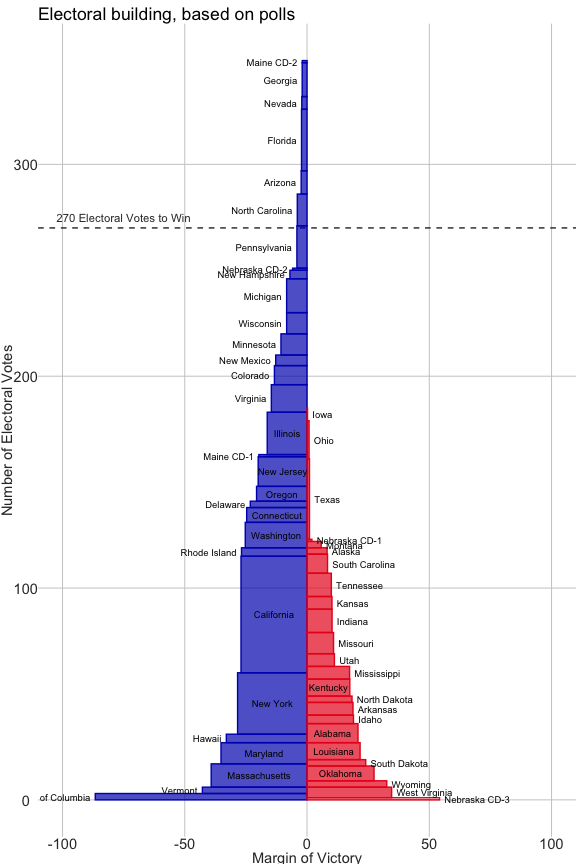 Electoral building, based on polls
Maine CD-2
Georgia
Nevada
Florida
300
Arizona
North Carolina
270 Electoral Votes to Win
Pennsylvania
Nebraska CD-2
New Hampshire
Michigan
Wisconsin
Minnesota
New Mexico
200
Colorado
Virginia
Iowa
Illinois
Ohio
Maine CD-1
New Jersey
Oregon
Texas
Delaware
Connecticut
Washington
Nebraska CD-1
Montana
Rhode Island
Alaska
South Carolina
100
Tennessee
Kansas
California
Indiana
Missouri
Utah
Mississippi
Kentucky
New York
North Dakota
Arkansas
Idaho
Hawaii
Alabama
Maryland
Louisiana
South Dakota
Massachusetts
Oklahoma
Vermont
Wyoming
West Virginia
of Columbia
Nebraska CD-3
0
Number of Electoral Votes
-100 -50 0 50 100
Margin of Victory